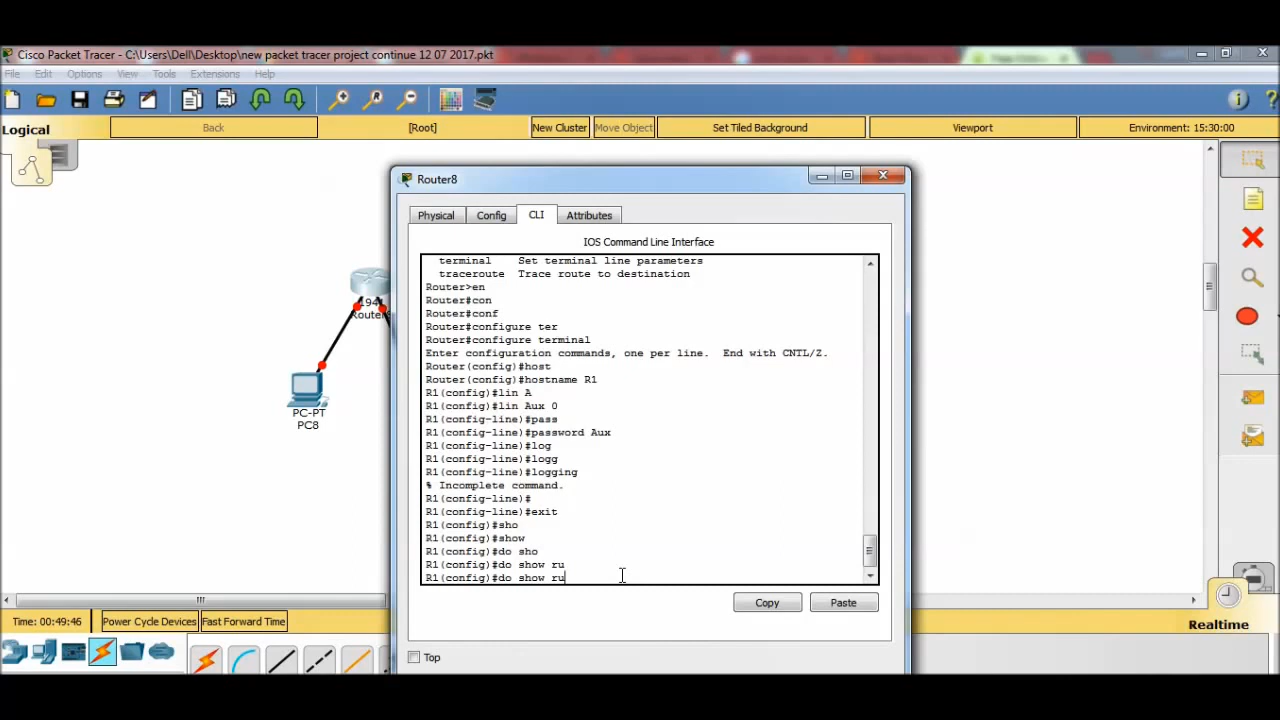 Cisco Packet Tracer - C:\Users\Dell\Desktop\new packet tracer project continue 12 07 2017.pkt
File Edit Options View Tools Extensions Help
Logical Back [Root] New Cluster Move Object Set Tiled Background Viewport Environment: 15:30:00
Router8
Physical Config CLI Attributes
IOS Command Line Interface
terminal Set terminal line parameters
traceroute Trace route to destination
Router>en
Router#con
Router#conf
Router#configure ter
Router#configure terminal
Enter configuration commands, one per line. End with CNTL/Z.
Router(config)#host
Router(config)#hostname R1
R1(config)#lin A
R1(config)#lin Aux 0
R1(config-line)#pass
R1(config-line)#password Aux
R1(config-line)#log
R1(config-line)#logg
R1(config-line)#logging
% Incomplete command.
R1(config-line)#
R1(config-line)#exit
R1(config)#sho
R1(config)#show
R1(config)#do sho
R1(config)#do show ru
R1(config)#do show ru
Copy Paste
Top
PC-PT
PC8
Time: 00:49:46 Power Cycle Devices Fast Forward Time
Realtime